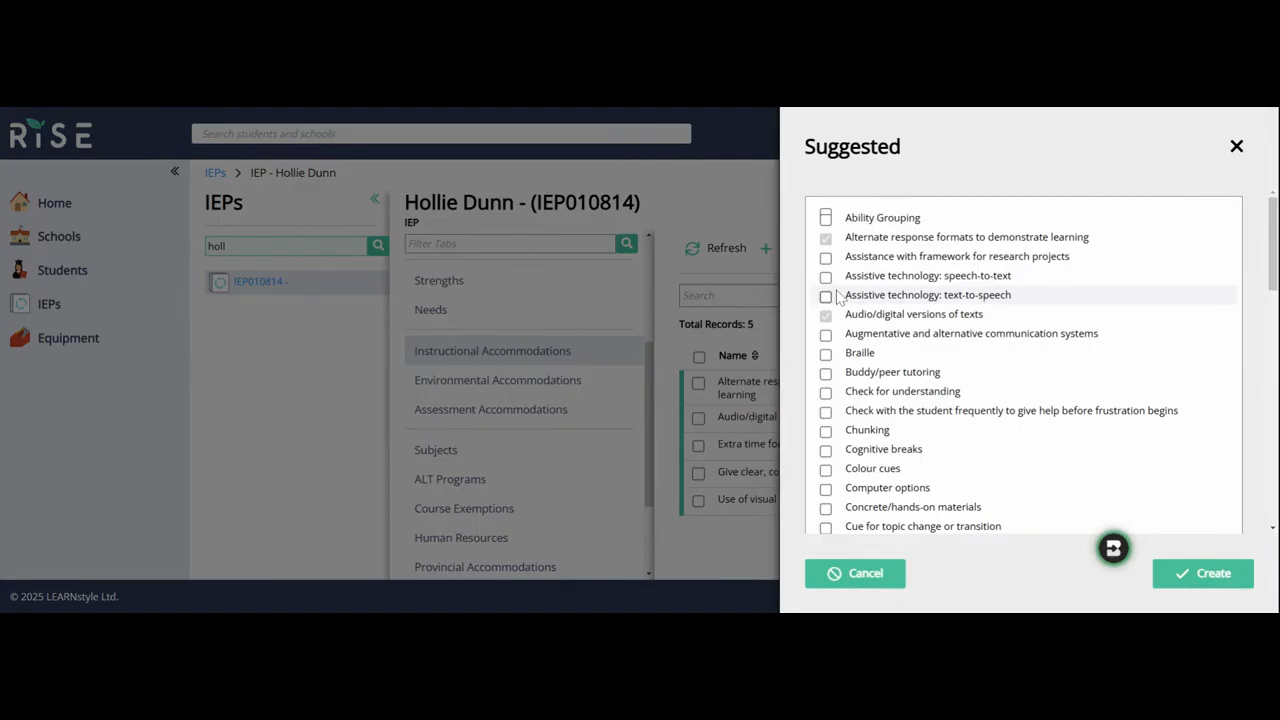 RISE
Search students and schools
Home
Schools
Students
IEPs
Equipment
IEPs > IEP - Hollie Dunn
IEPs
holl
IEP010814 -
Hollie Dunn - (IEP010814)
IEP
Filter Tabs
Strengths
Needs
Instructional Accommodations
Environmental Accommodations
Assessment Accommodations
Subjects
ALT Programs
Course Exemptions
Human Resources
Provincial Accommodations
Refresh
Search
Total Records: 5
Name
Alternate res
learning
Audio/digital
Extra time fo
Give clear, co
Use of visual
Suggested
Ability Grouping
Alternate response formats to demonstrate learning
Assistance with framework for research projects
Assistive technology: speech-to-text
Assistive technology: text-to-speech
Audio/digital versions of texts
Augmentative and alternative communication systems
Braille
Buddy/peer tutoring
Check for understanding
Check with the student frequently to give help before frustration begins
Chunking
Cognitive breaks
Colour cues
Computer options
Concrete/hands-on materials
Cue for topic change or transition
Cancel
Create
© 2025 LEARNstyle Ltd.